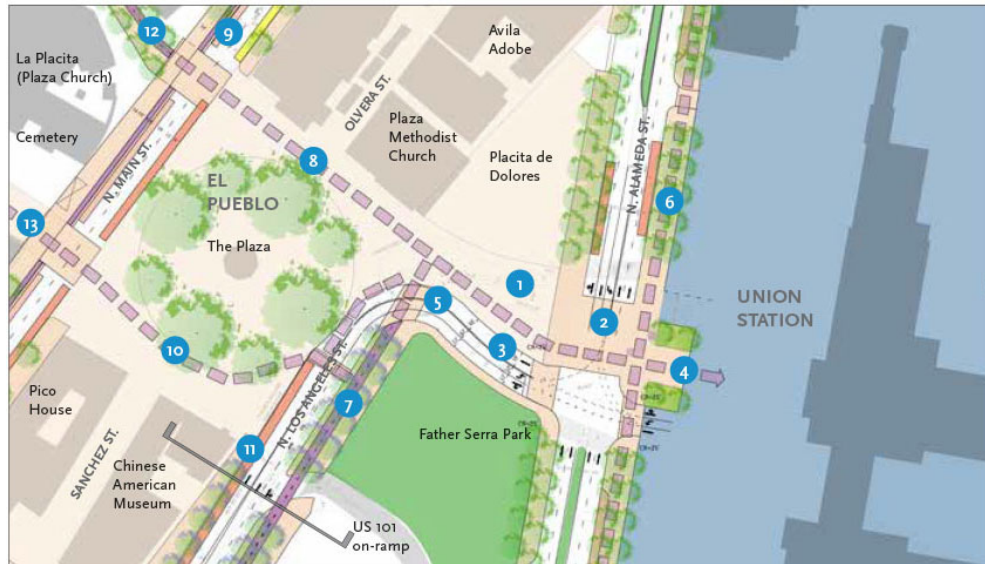 12
9
La Placita
(Plaza Church)
Avila
Adobe
OLVERA ST.
Cemetery
Plaza
Methodist
Church
N. MAIN ST.
8
Placita de
Dolores
N. ALAMEDA ST.
EL
PUEBLO
6
13
The Plaza
1
5
2
UNION
STATION
3
10
4
Pico
House
7
N. LOS ANGELES ST.
Father Serra Park
SANCHEZ ST.
11
Chinese
American
Museum
US 101
on-ramp